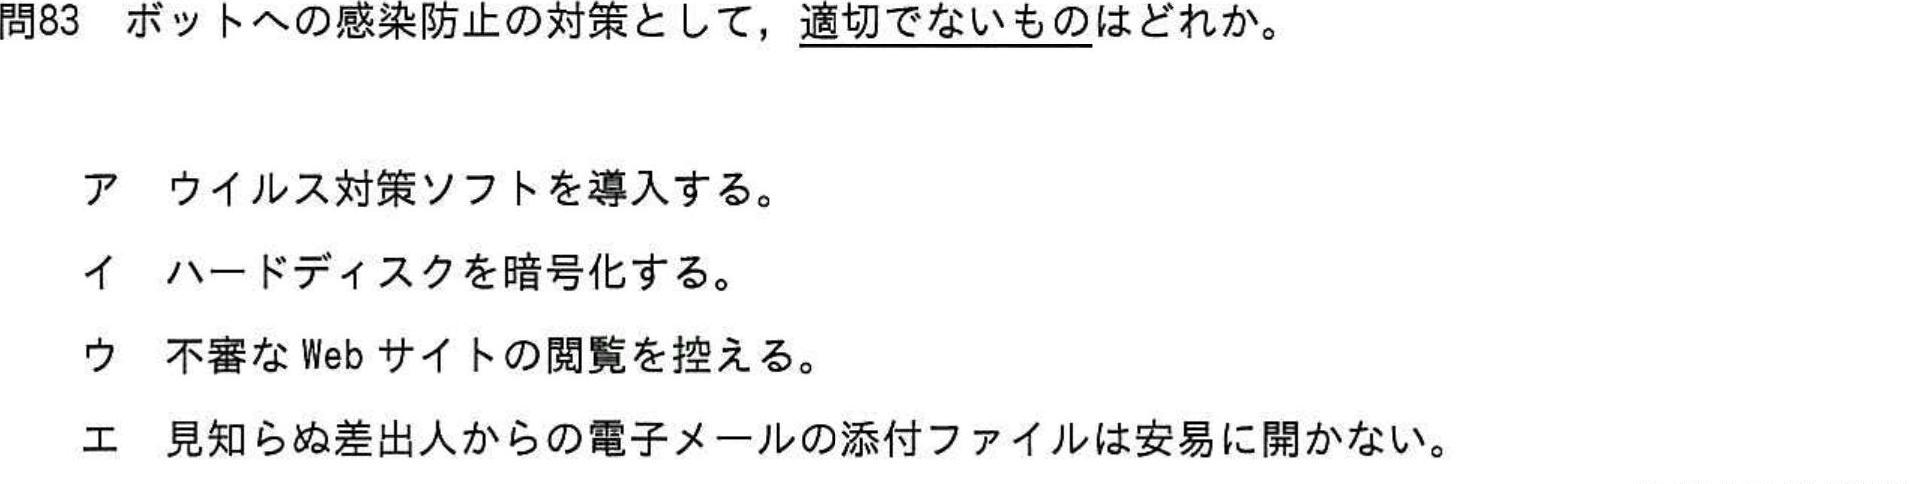 問83　ボットへの感染防止の対策として，適切でないものはどれか。
ア　ウイルス対策ソフトを導入する。
イ　ハードディスクを暗号化する。
ウ　不審な Web サイトの閲覧を控える。
エ　見知らぬ差出人からの電子メールの添付ファイルは安易に開かない。